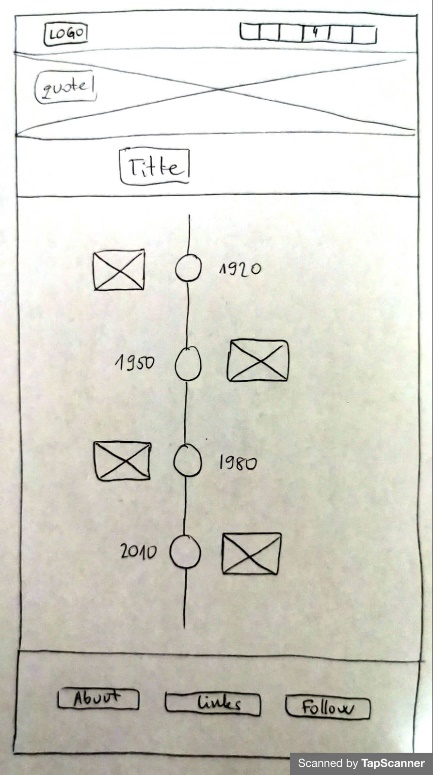 LOGO
4
quote
Title
1920
1950
1980
2010
About
Links
Follow
Scanned by TapScanner